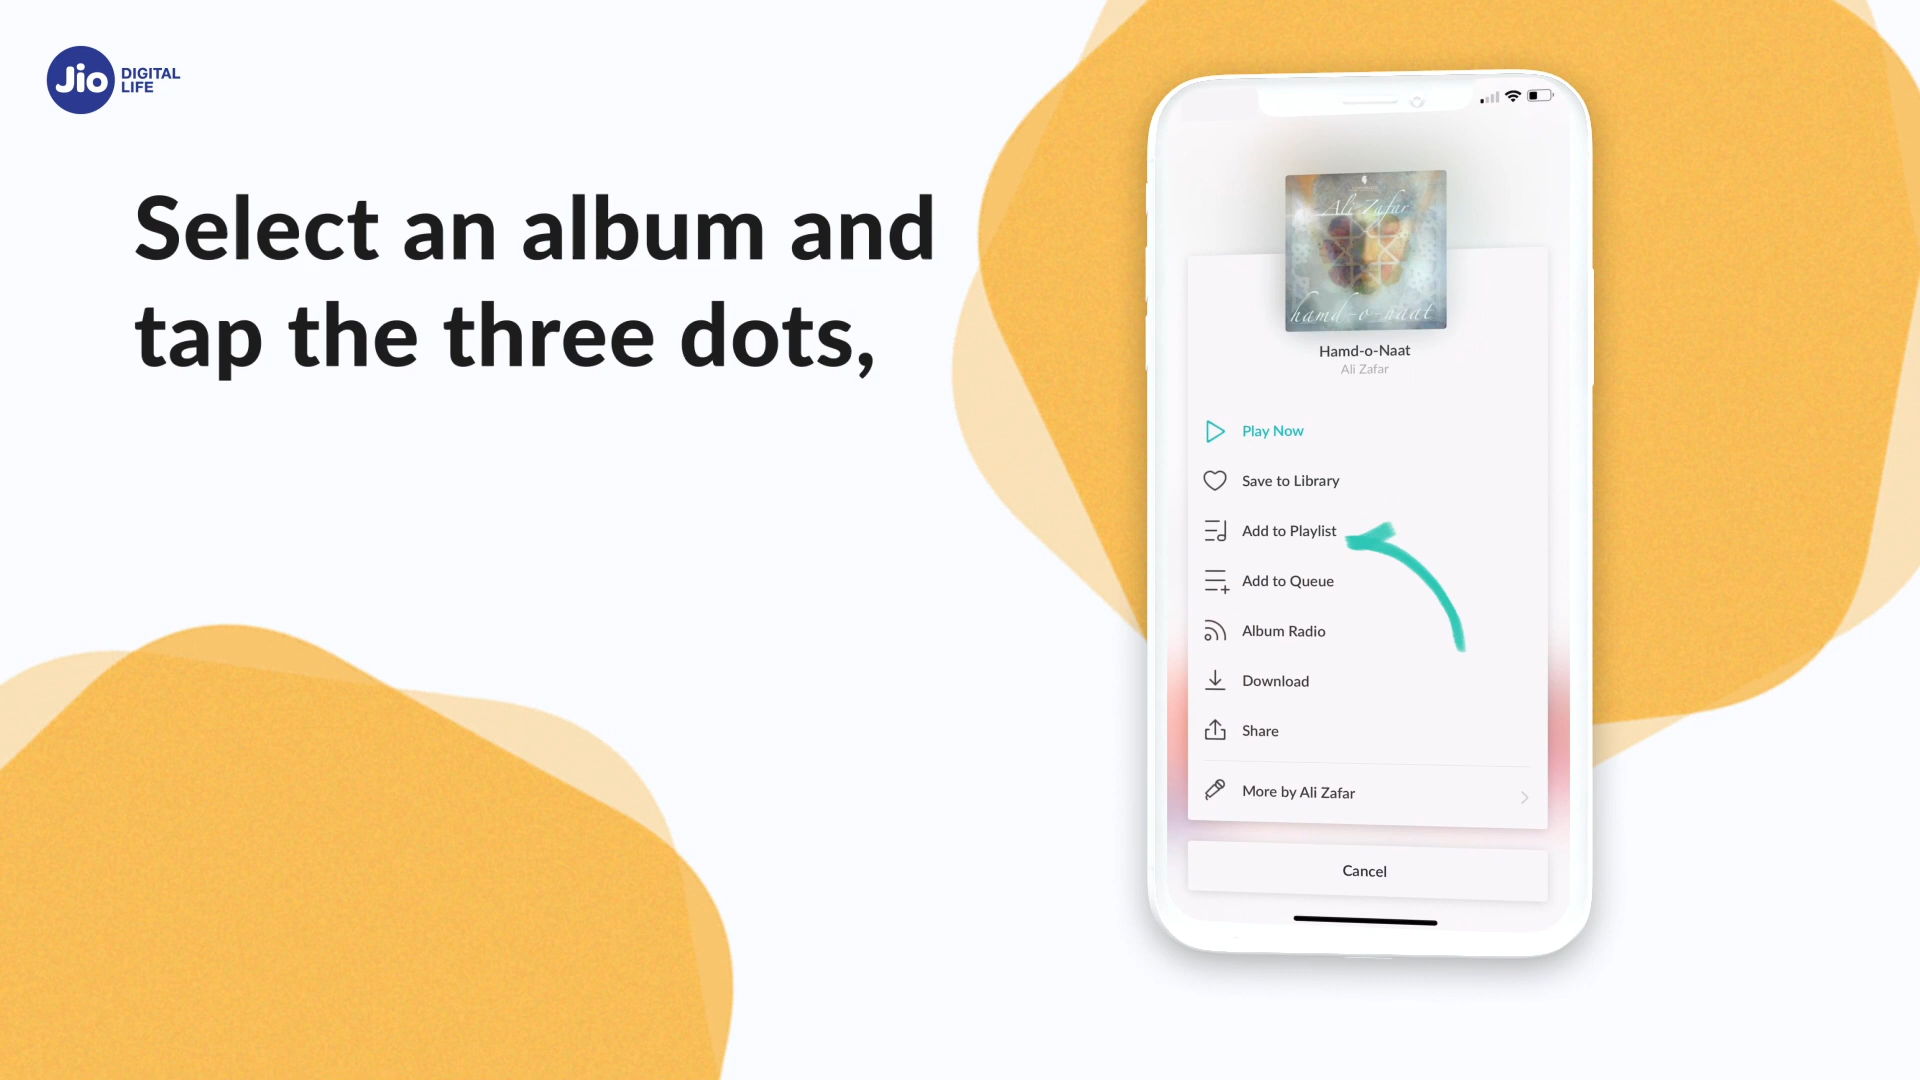 Jio DIGITAL
LIFE
Select an album and
tap the three dots,
Ali Zafar
hamd-o-naat
Hamd-o-Naat
Ali Zafar
Play Now
Save to Library
Add to Playlist
Add to Queue
Album Radio
Download
Share
More by Ali Zafar
Cancel